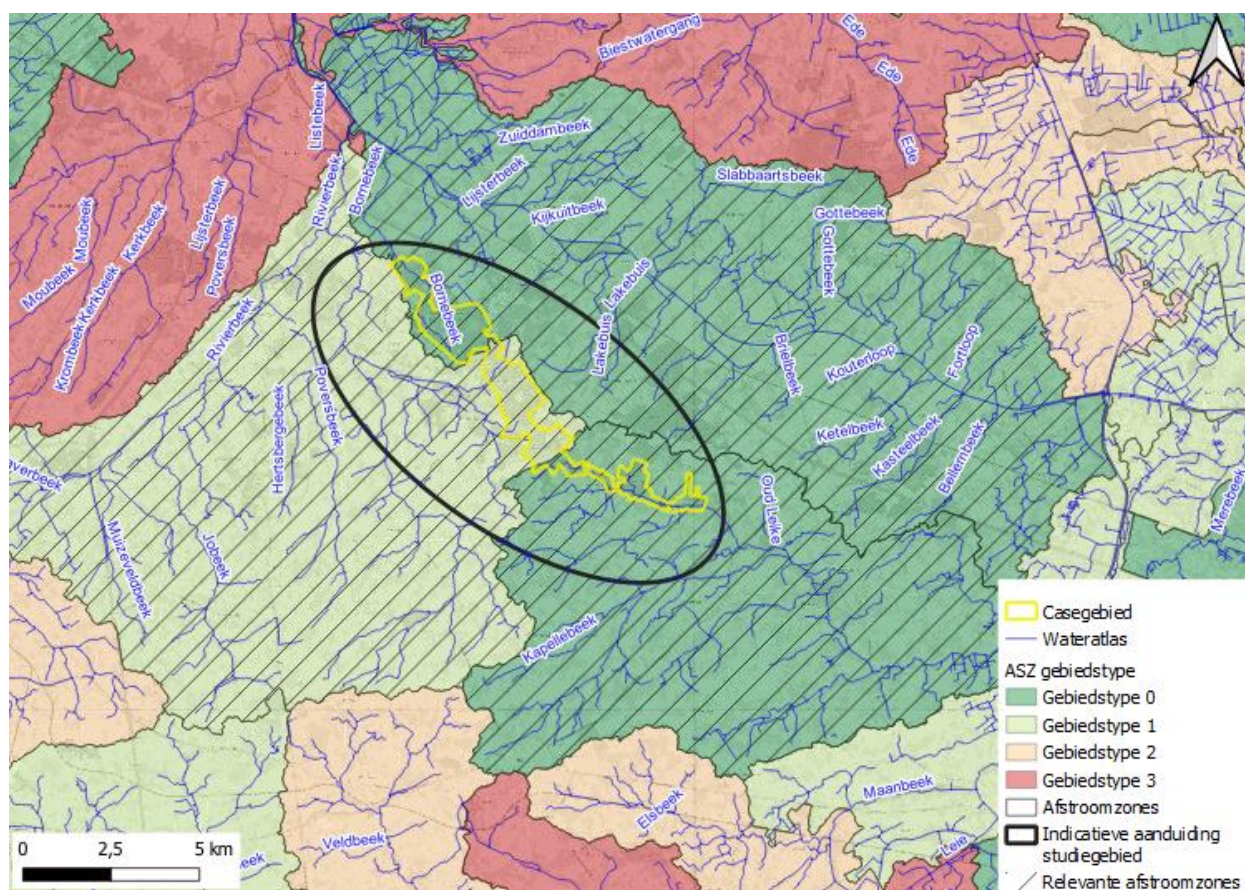 Biestwatergang
Ede
Ede
Ede
Listebeek
Zuiddambeek
Rivierbeek
Bornebeek
Lijsterbeek
Slabbaartsbeek
Kijkuitbeek
Gottebeek
Gottebeek
Moubeek
Moubeek
Kerkbeek
Kerkbeek
Krombeek
Lijsterbeek
Poversbeek
Bornebeek
Lakebuis
Lakebuis
Rivierbeek
Brielbeek
Kouterloop
Fortloop
Poversbeek
Hertsbergebeek
Ketelbeek
Kasteelbeek
Bellembeek
Oud Leike
Merebeek
Muizeveldbeek
Jobeek
Kapellebeek
Maanbeek
Elsbeek
Veldbeek
Leie
Casegebied
Wateratlas
ASZ gebiedstype
Gebiedstype 0
Gebiedstype 1
Gebiedstype 2
Gebiedstype 3
Afstroomzones
Indicatieve aanduiding
studiegebied
Relevante afstroomzones
0 2,5 5 km